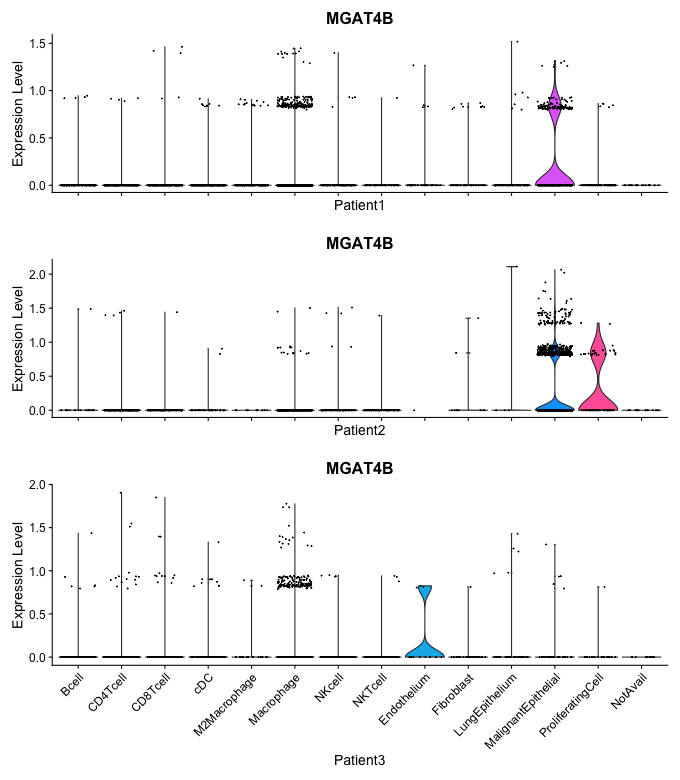 MGAT4B
Expression Level
1.5
1.0
0.5
0.0
Patient1
MGAT4B
Expression Level
2.0
1.5
1.0
0.5
0.0
Patient2
MGAT4B
Expression Level
2.0
1.5
1.0
0.5
0.0
Bcell
CD4Tcell
CD8Tcell
cDC
M2Macrophage
Macrophage
NKcell
NKTcell
Endothelium
Fibroblast
LungEpithelium
MalignantEpithelial
ProliferatingCell
NotAvail
Patient3